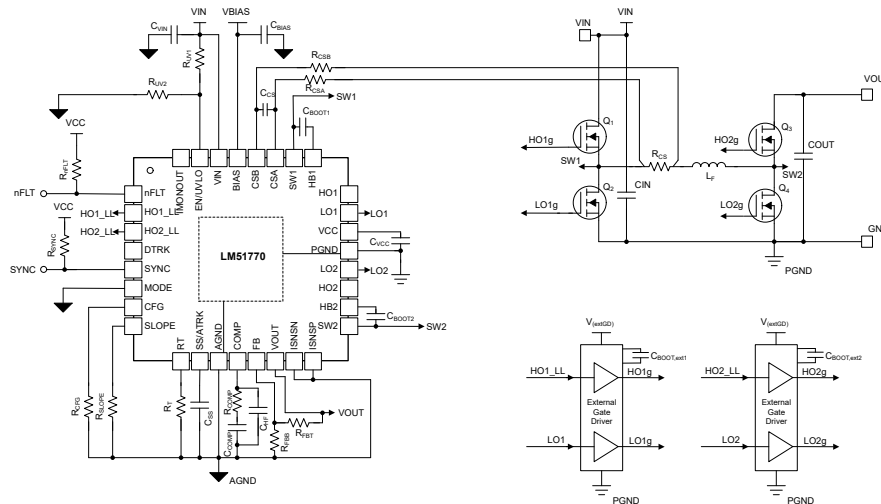 VIN
VBIAS
CVIN
CBIAS
RUV1
RUV2
RCSB
RCSA
CCS
SW1
CBOOT1
VCC
RnFLT
nFLT
VCC
RSYNC
SYNC
IMONOUT
EN/UVLO
VIN
BIAS
CSB
CSA
SW1
HB1
nFLT
HO1_LL
HO1_LL
HO2_LL
HO2_LL
DTRK
SYNC
MODE
CFG
SLOPE
LM51770
HO1
LO1
LO1
VCC
CVCC
PGND
LO2
LO2
HO2
HB2
CBOOT2
SW2
SW2
RT
SS/ATRK
AGND
COMP
FB
VOUT
ISNSN
ISNSP
RCFG
RSLOPE
RT
CSS
RCOMP
CCOMP
CHF
RFBB
RFBT
VOUT
AGND
VIN
VIN
VOUT
Q1
HO1g
SW1
RCS
LF
HO2g
Q3
COUT
SW2
Q2
LO1g
CIN
LO2g
Q4
GND
PGND
V(extGD)
CBOOT,ext1
HO1_LL
HO1g
External
Gate
Driver
LO1
LO1g
PGND
V(extGD)
CBOOT,ext2
HO2_LL
HO2g
External
Gate
Driver
LO2
LO2g
PGND